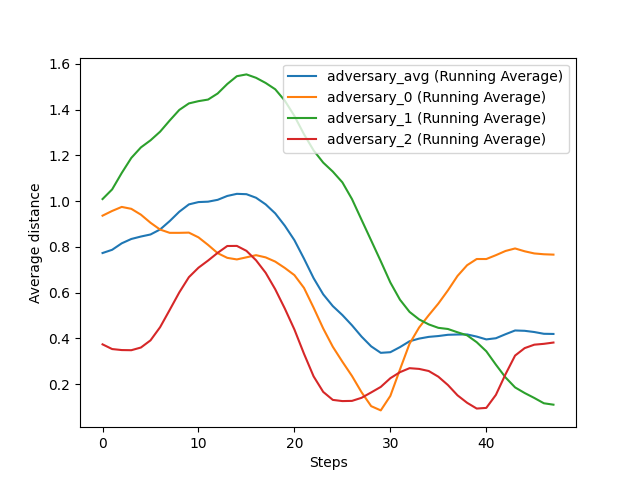 1.6
1.4
1.2
1.0
0.8
0.6
0.4
0.2
Average distance
adversary_avg (Running Average)
adversary_0 (Running Average)
adversary_1 (Running Average)
adversary_2 (Running Average)
0 10 20 30 40
Steps